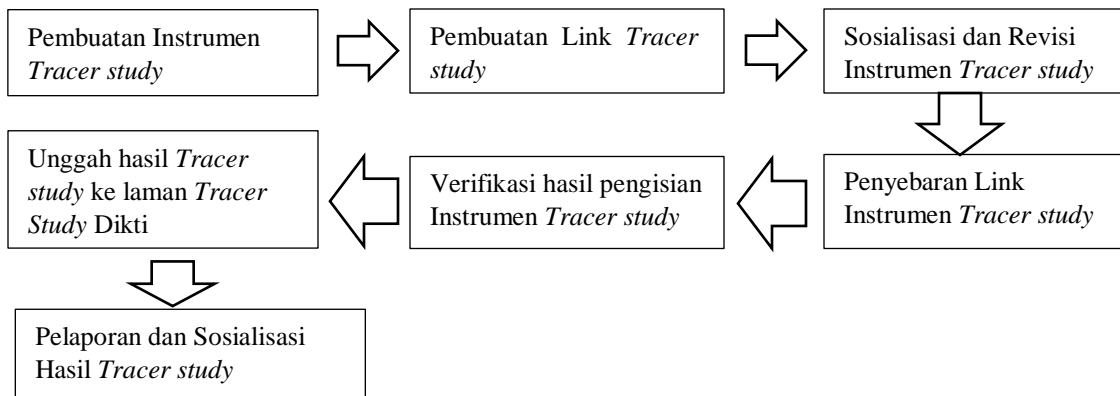 Pembuatan Instrumen
Tracer study
Pembuatan Link Tracer
study
Sosialisasi dan Revisi
Instrumen Tracer study
Penyebaran Link
Instrumen Tracer study
Verifikasi hasil pengisian
Instrumen Tracer study
Unggah hasil Tracer
study ke laman Tracer
Study Dikti
Pelaporan dan Sosialisasi
Hasil Tracer study